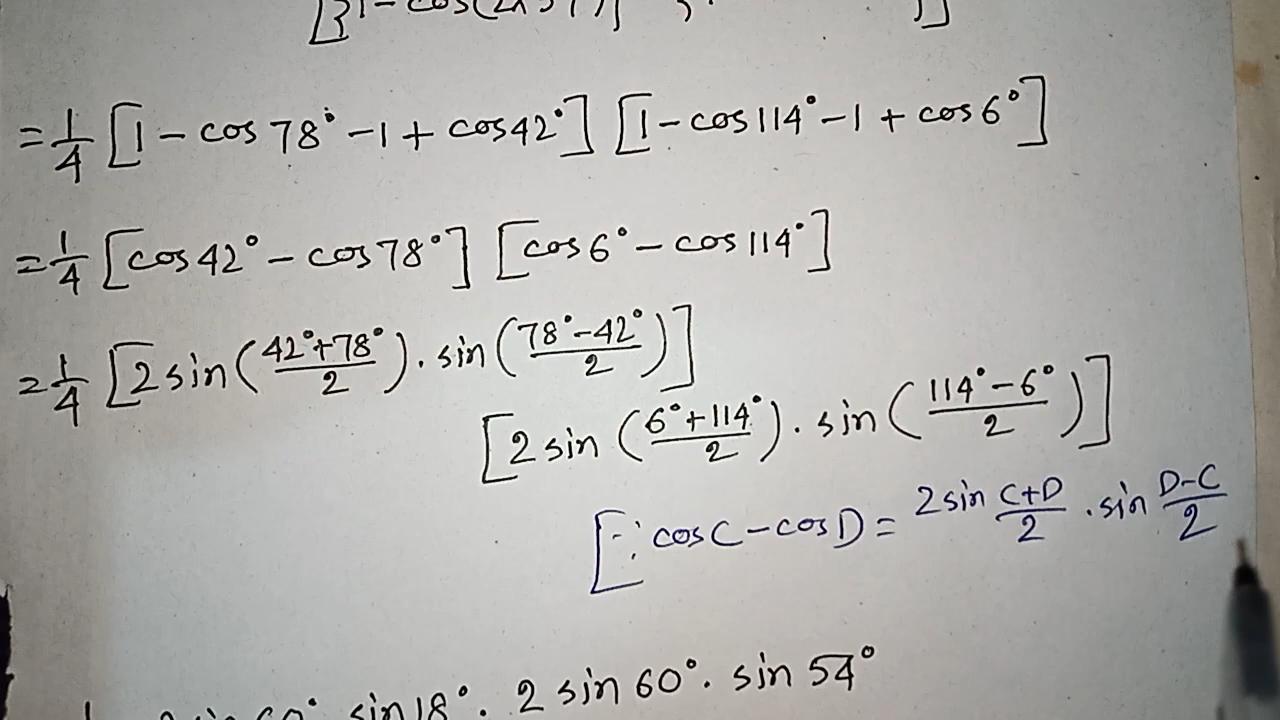 = 1/4 [1 - cos 78° - 1 + cos 42°] [1 - cos 114° - 1 + cos 6°]
= 1/4 [cos 42° - cos 78°] [cos 6° - cos 114°]
= 1/4 [2 sin (42° + 78° / 2) . sin (78° - 42° / 2)]
[2 sin (6° + 114° / 2) . sin (114° - 6° / 2)]
[∵ cos C - cos D = 2 sin C+D/2 . sin D-C/2
sin 18° . 2 sin 60° . sin 54°